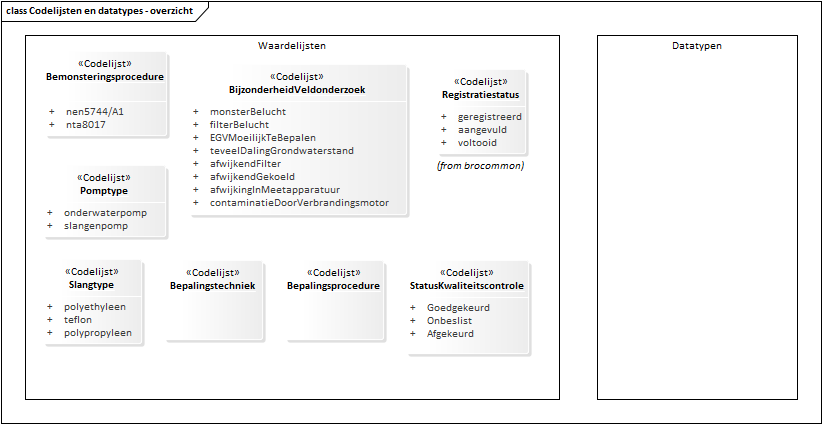 class Codelijsten en datatypes - overzicht
Waardelijsten
«Codelijst»
Bemonsteringsprocedure
+ nen5744/A1
+ nta8017
«Codelijst»
BijzonderheidVeldonderzoek
+ monsterBelucht
+ filterBelucht
+ EGVMoeilijkTeBepalen
+ teveelDalingGrondwaterstand
+ afwijkendFilter
+ afwijkendGekoeld
+ afwijkingInMeetapparatuur
+ contaminatieDoorVerbrandingsmotor
«Codelijst»
Registratiestatus
+ geregistreerd
+ aangevuld
+ voltooid
(from brocommon)
«Codelijst»
Pomptype
+ onderwaterpomp
+ slangenpomp
«Codelijst»
Slangtype
+ polyethyleen
+ teflon
+ polypropyleen
«Codelijst»
Bepalingstechniek
«Codelijst»
Bepalingsprocedure
«Codelijst»
StatusKwaliteitscontrole
+ Goedgekeurd
+ Onbeslist
+ Afgekeurd
Datatypen